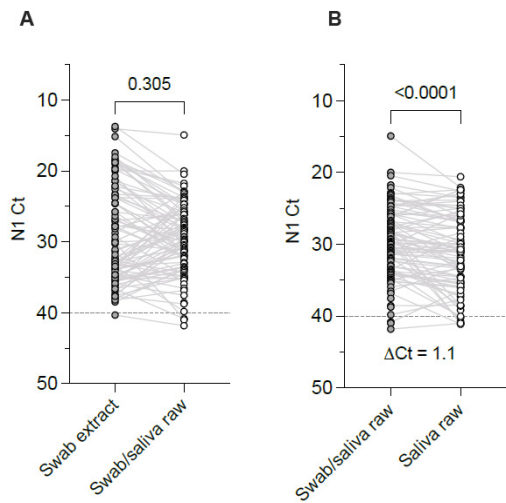 A
0.305
10
20
30
40
50
N1 Ct
Swab extract
Swab/saliva raw
B
<0.0001
10
20
30
40
50
N1 Ct
ΔCt = 1.1
Swab/saliva raw
Saliva raw